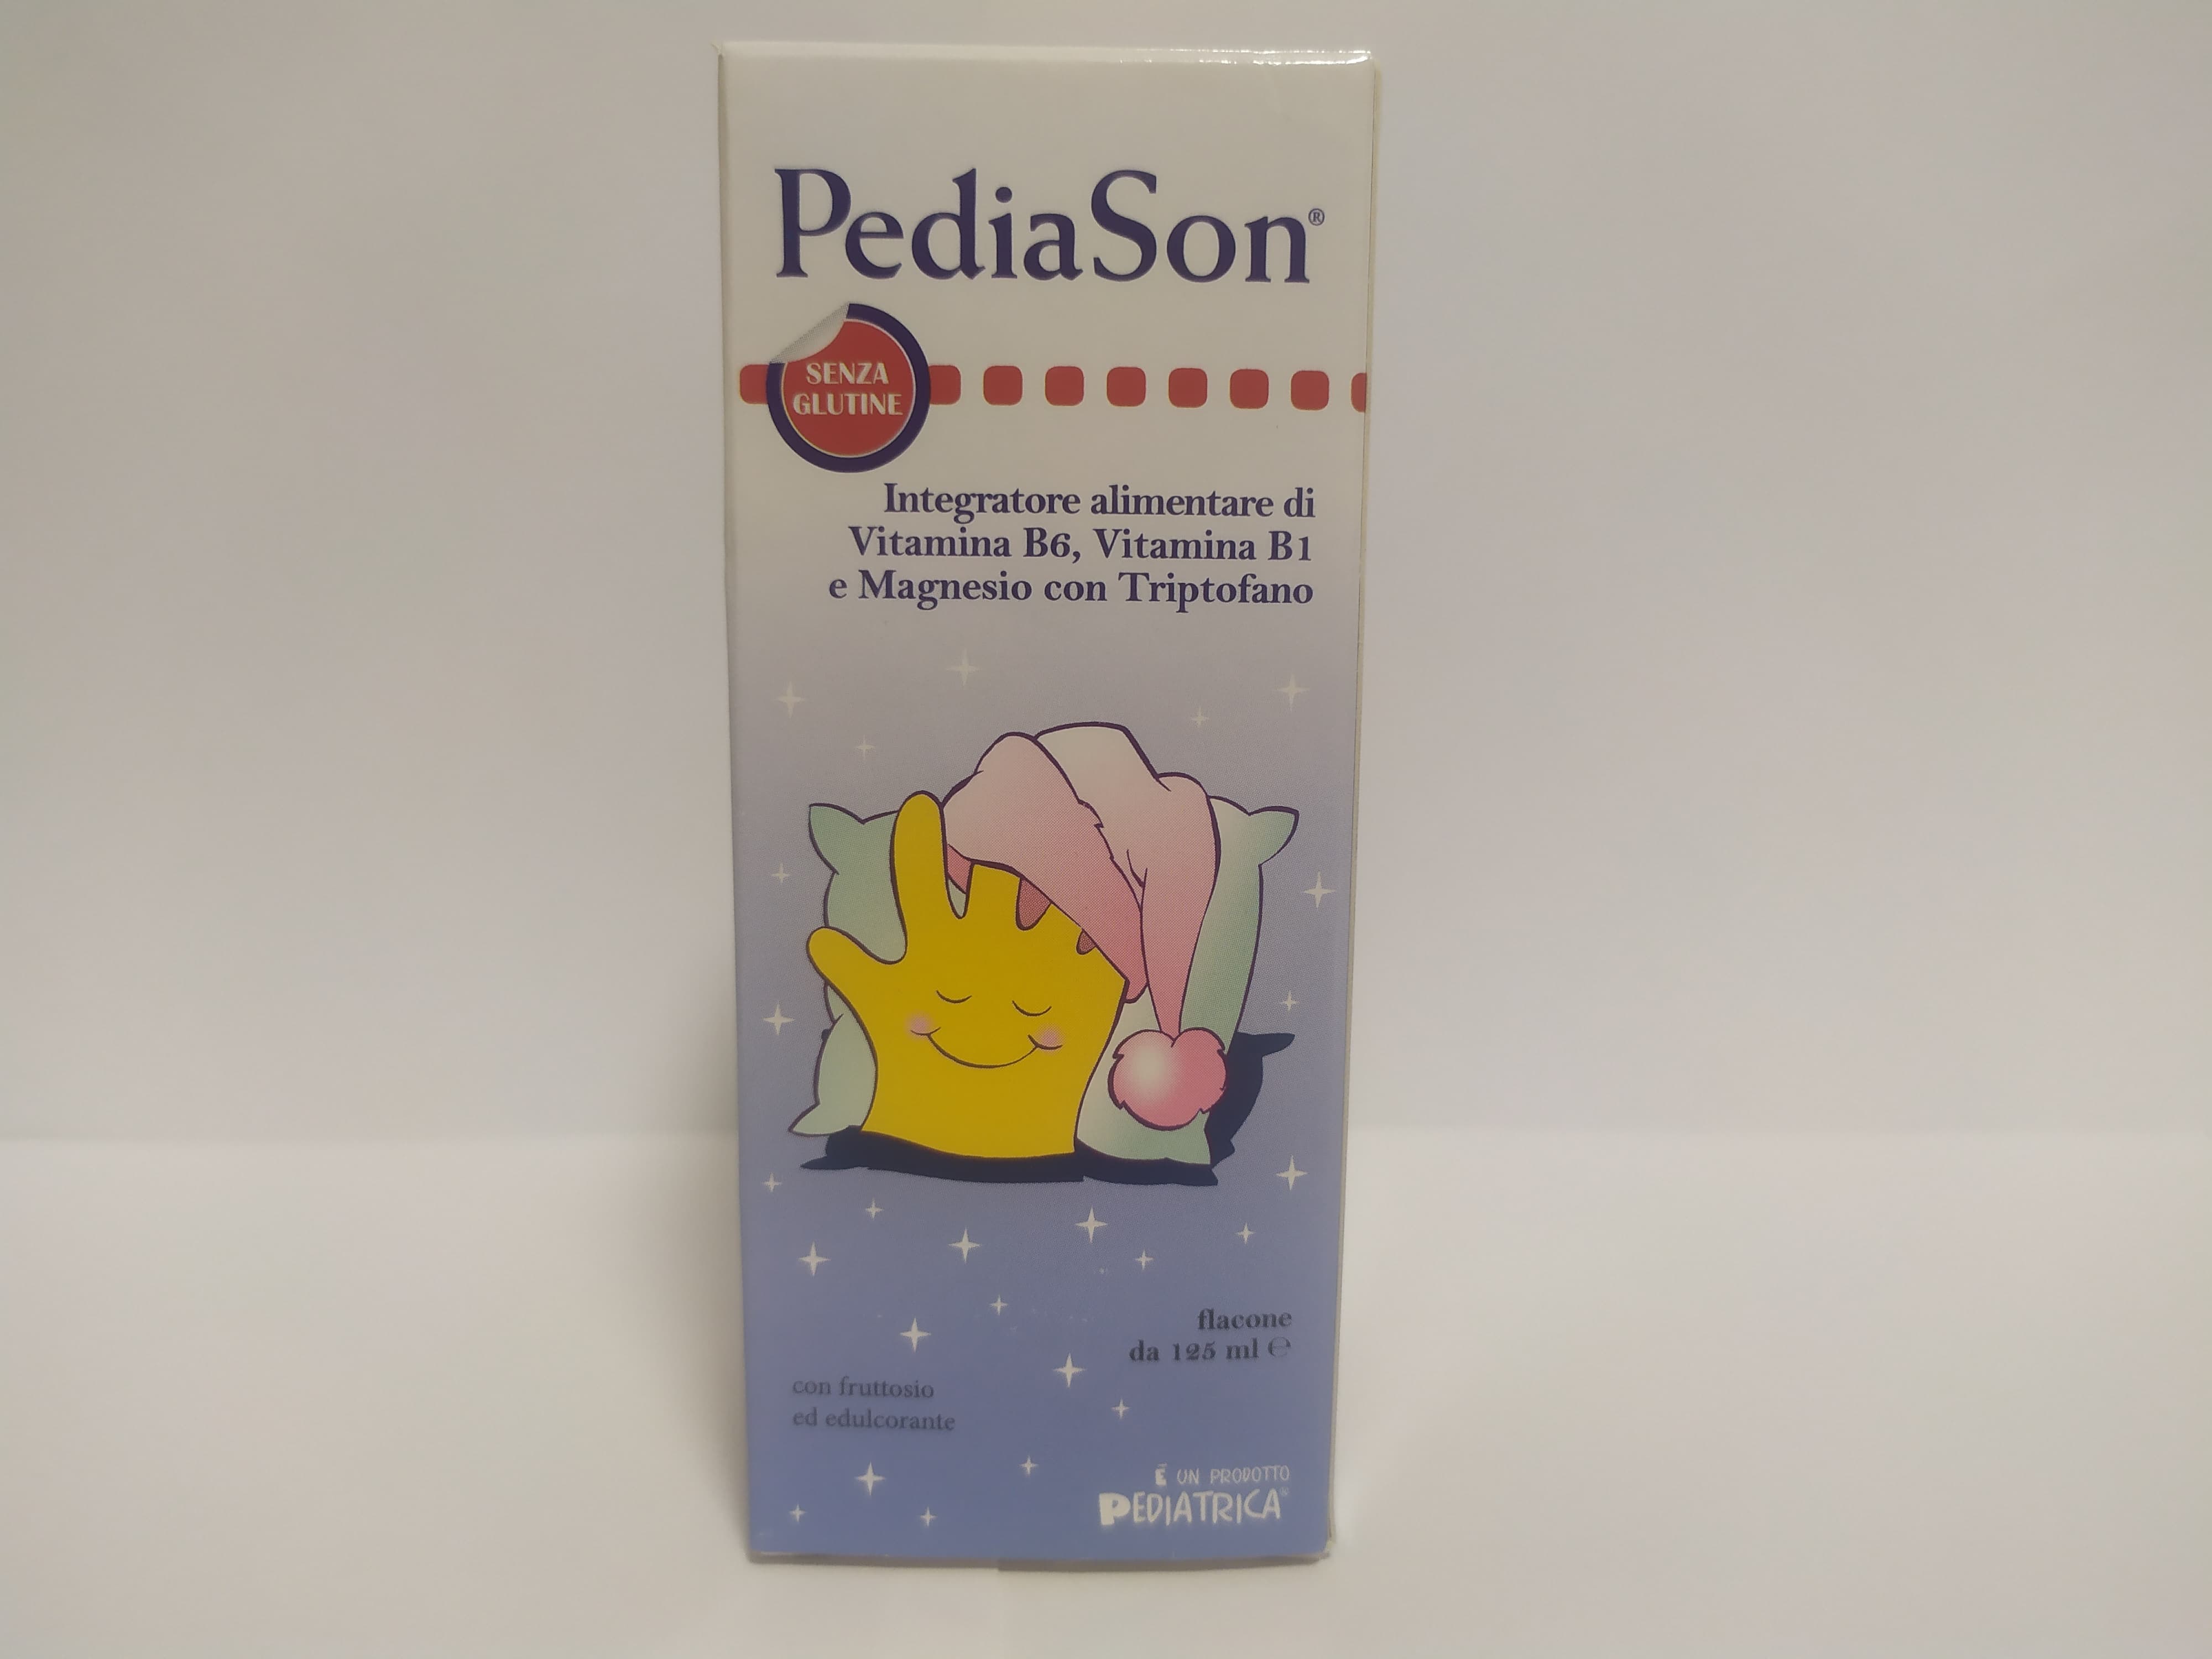 PediaSon®
SENZA
GLUTINE
Integratore alimentare di
Vitamina B6, Vitamina B1
e Magnesio con Triptofano
flacone
da 125 ml ℮
con fruttosio
ed edulcorante
È UN PRODOTTO
PEDIATRICA®